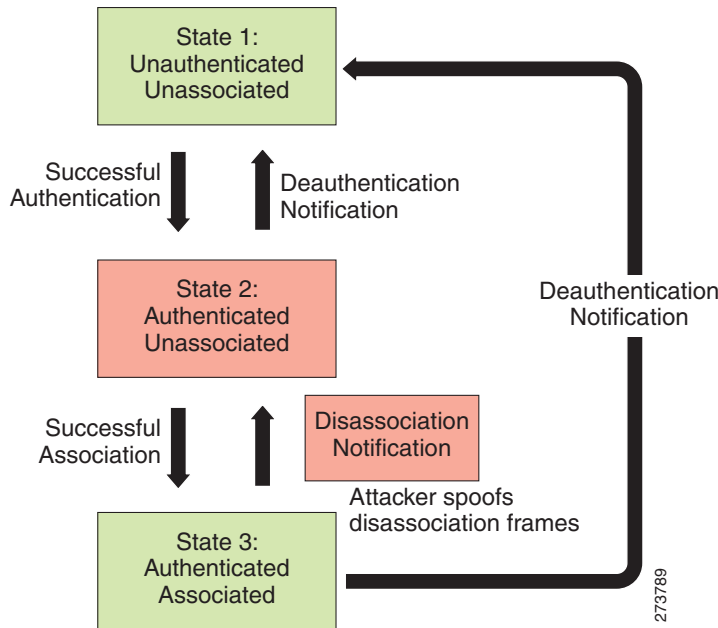 State 1:
Unauthenticated
Unassociated
Successful
Authentication
Deauthentication
Notification
State 2:
Authenticated
Unassociated
Deauthentication
Notification
Successful
Association
Disassociation
Notification
Attacker spoofs
disassociation frames
State 3:
Authenticated
Associated
273789